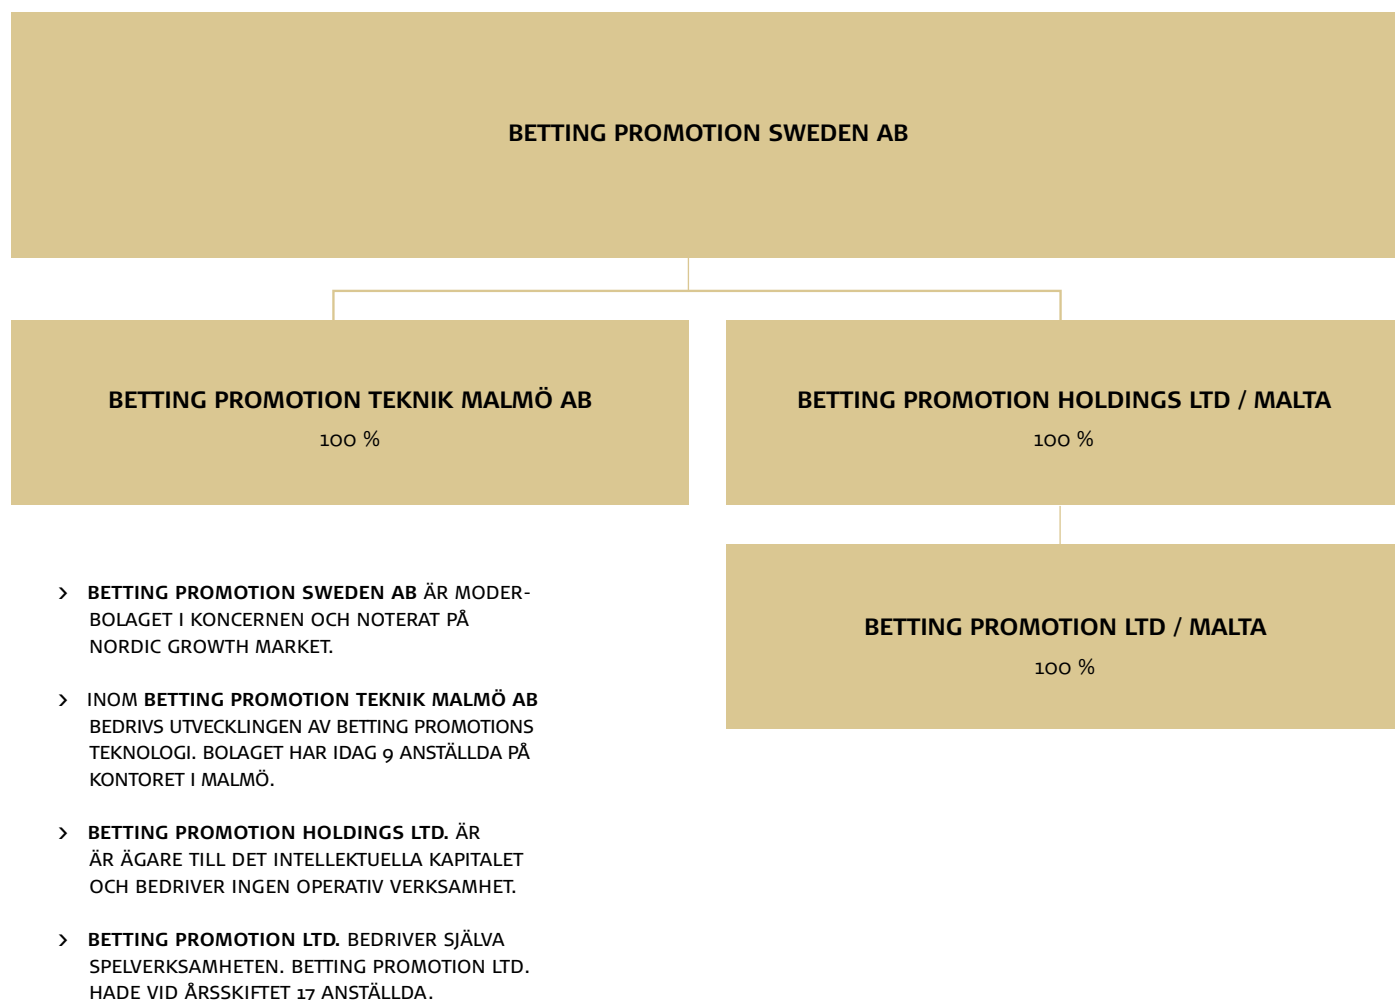 BETTING PROMOTION SWEDEN AB
BETTING PROMOTION TEKNIK MALMÖ AB
100 %
BETTING PROMOTION HOLDINGS LTD / MALTA
100 %
BETTING PROMOTION LTD / MALTA
100 %
› BETTING PROMOTION SWEDEN AB ÄR MODER-
BOLAGET I KONCERNEN OCH NOTERAT PÅ
NORDIC GROWTH MARKET.
› INOM BETTING PROMOTION TEKNIK MALMÖ AB
BEDRIVS UTVECKLINGEN AV BETTING PROMOTIONS
TEKNOLOGI. BOLAGET HAR IDAG 9 ANSTÄLLDA PÅ
KONTORET I MALMÖ.
› BETTING PROMOTION HOLDINGS LTD. ÄR
ÄR ÄGARE TILL DET INTELLEKTUELLA KAPITALET
OCH BEDRIVER INGEN OPERATIV VERKSAMHET.
› BETTING PROMOTION LTD. BEDRIVER SJÄLVA
SPELVERKSAMHETEN. BETTING PROMOTION LTD.
HADE VID ÅRSSKIFTET 17 ANSTÄLLDA.